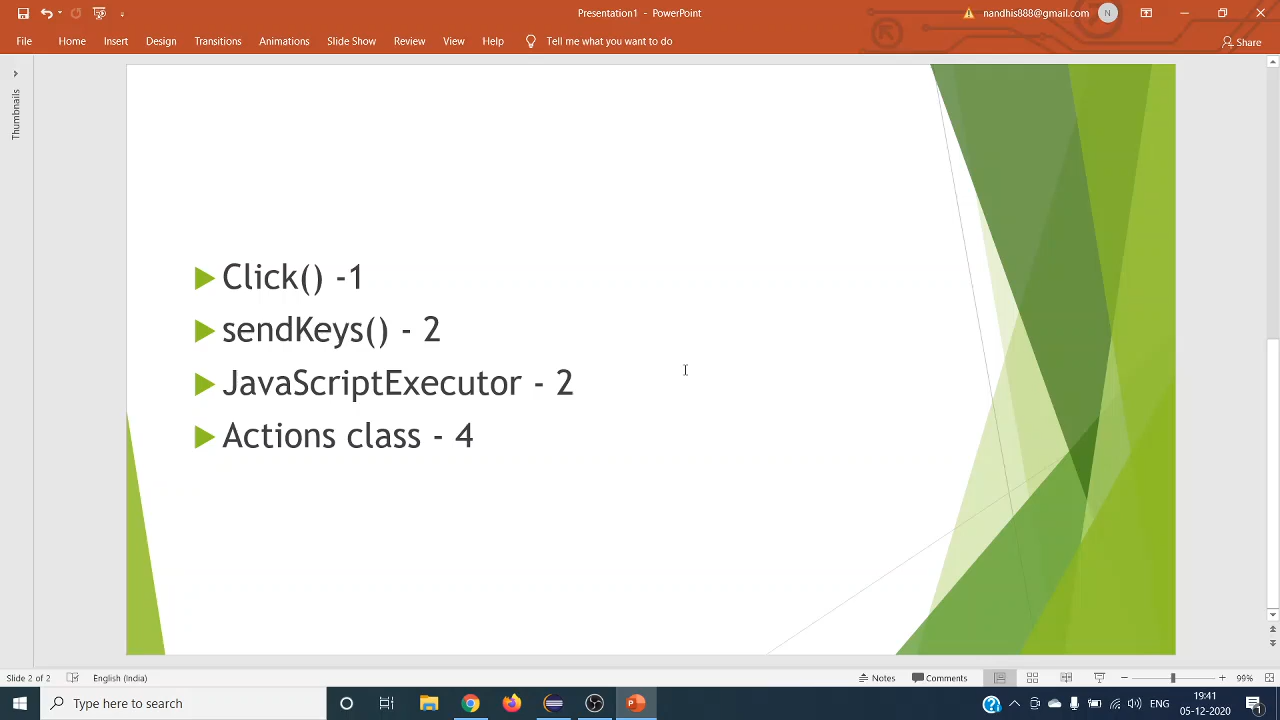 Presentation1 - PowerPoint
nandhis888@gmail.com
N
File
Home
Insert
Design
Transitions
Animations
Slide Show
Review
View
Help
Tell me what you want to do
Share
Thumbnails
Click() -1
sendKeys() - 2
JavaScriptExecutor - 2
Actions class - 4
Slide 2 of 2
English (India)
Notes
Comments
99%
Type here to search
ENG
19:41
05-12-2020
1